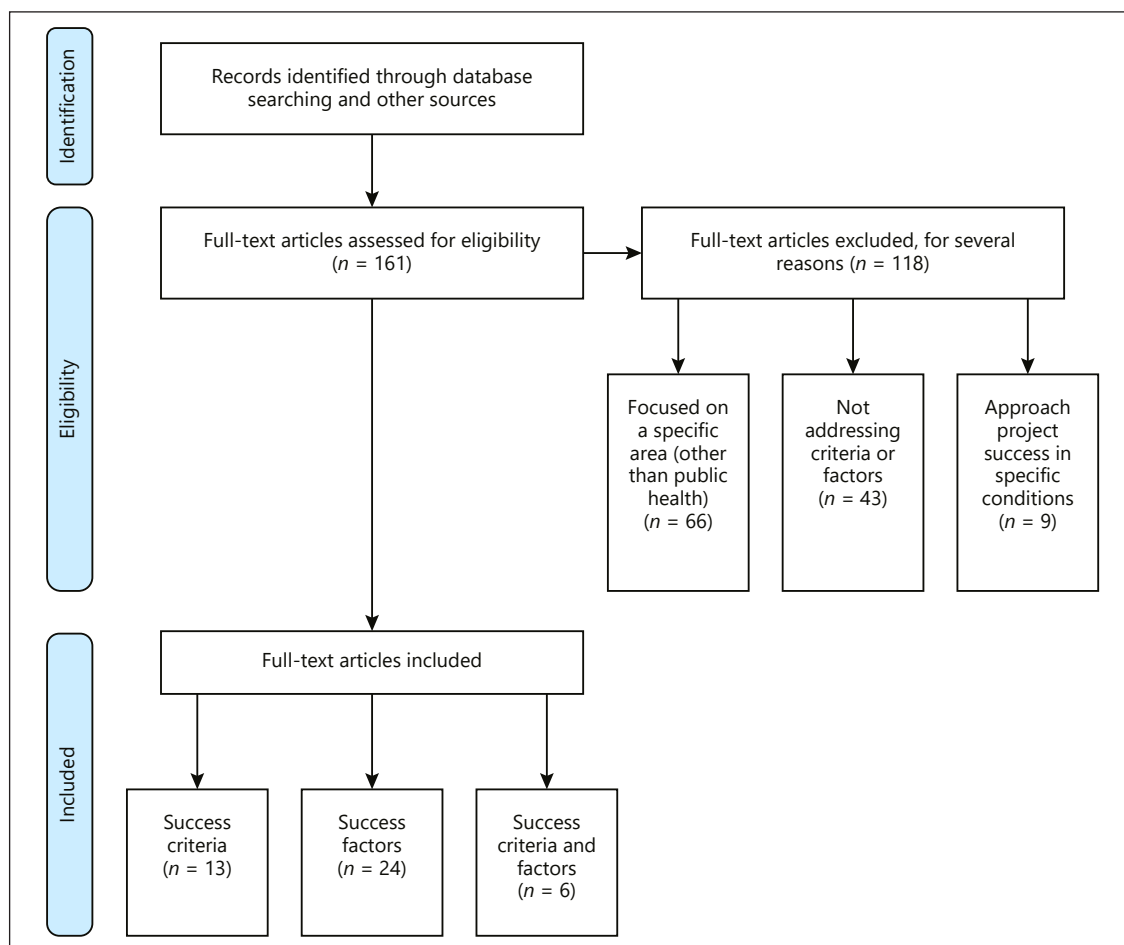 Identification
Records identified through database
searching and other sources
Eligibility
Full-text articles assessed for eligibility
(n = 161)
Full-text articles excluded, for several
reasons (n = 118)
Focused on
a specific
area (other
than public
health)
(n = 66)
Not
addressing
criteria or
factors
(n = 43)
Approach
project
success in
specific
conditions
(n = 9)
Included
Full-text articles included
Success
criteria
(n = 13)
Success
factors
(n = 24)
Success
criteria and
factors
(n = 6)